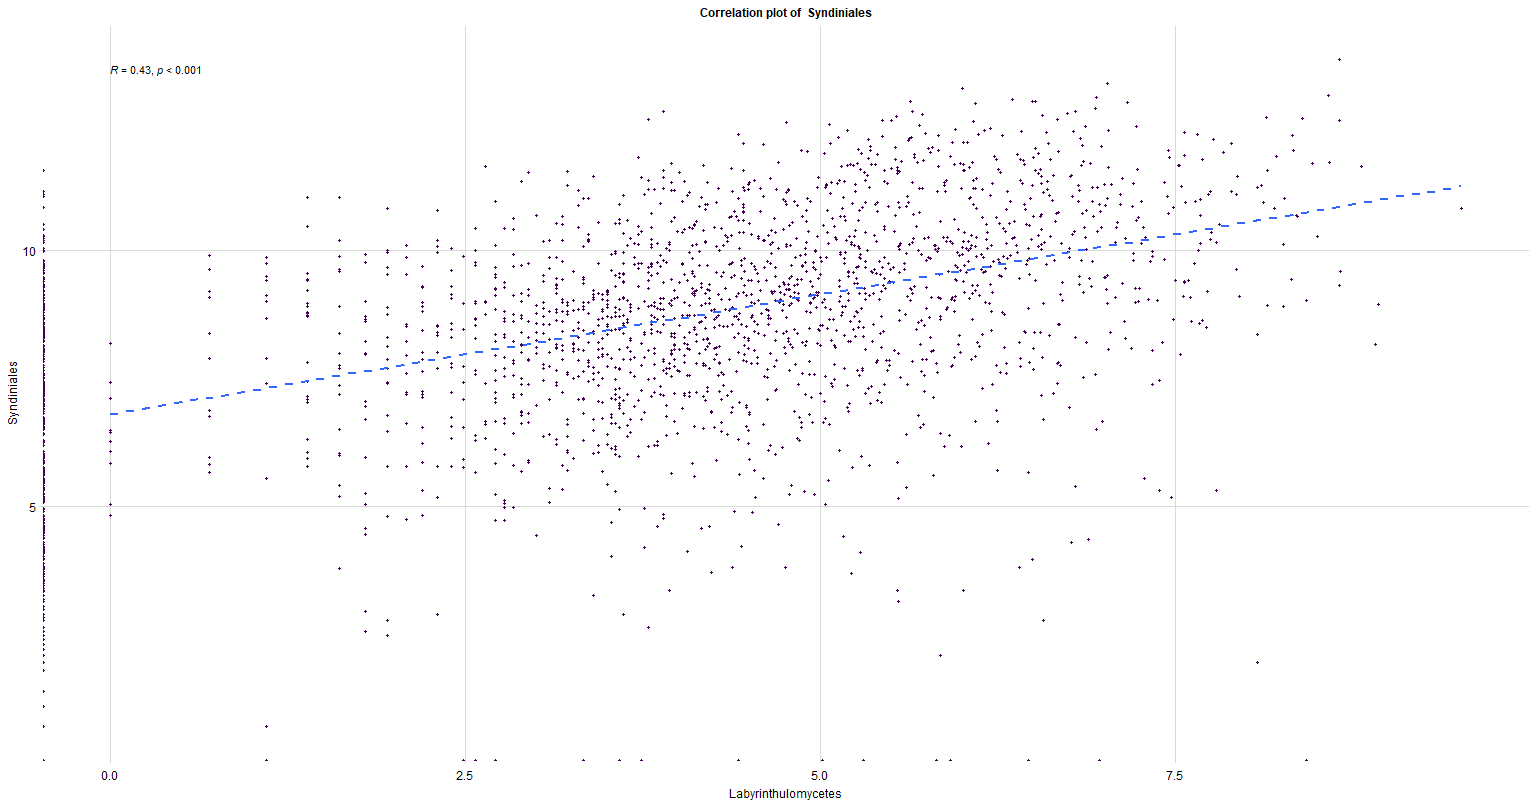 Correlation plot of  Syndiniales
R = 0.43, p < 0.001
10
5
Syndiniales
0.0
2.5
5.0
7.5
Labyrinthulomycetes